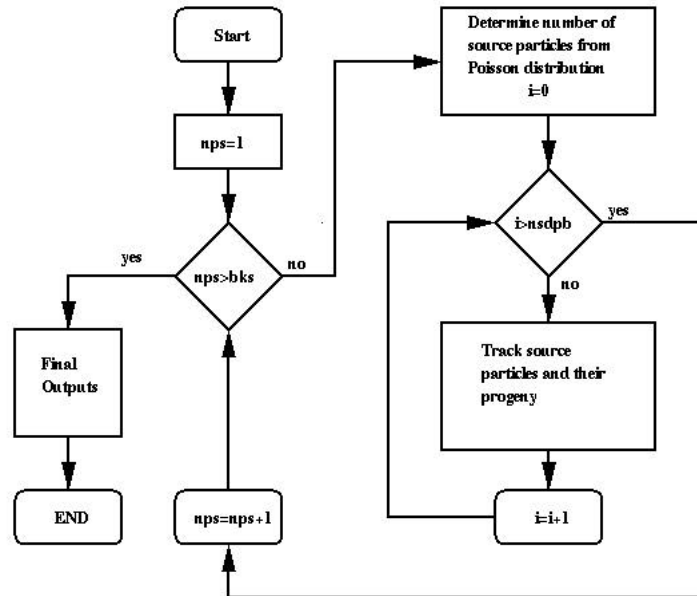 Start
nps=1
nps>bks
yes
no
Final
Outputs
END
nps=nps+1
Determine number of
source particles from
Poisson distribution
i=0
i>nsdpb
yes
no
Track source
particles and their
progeny
i=i+1